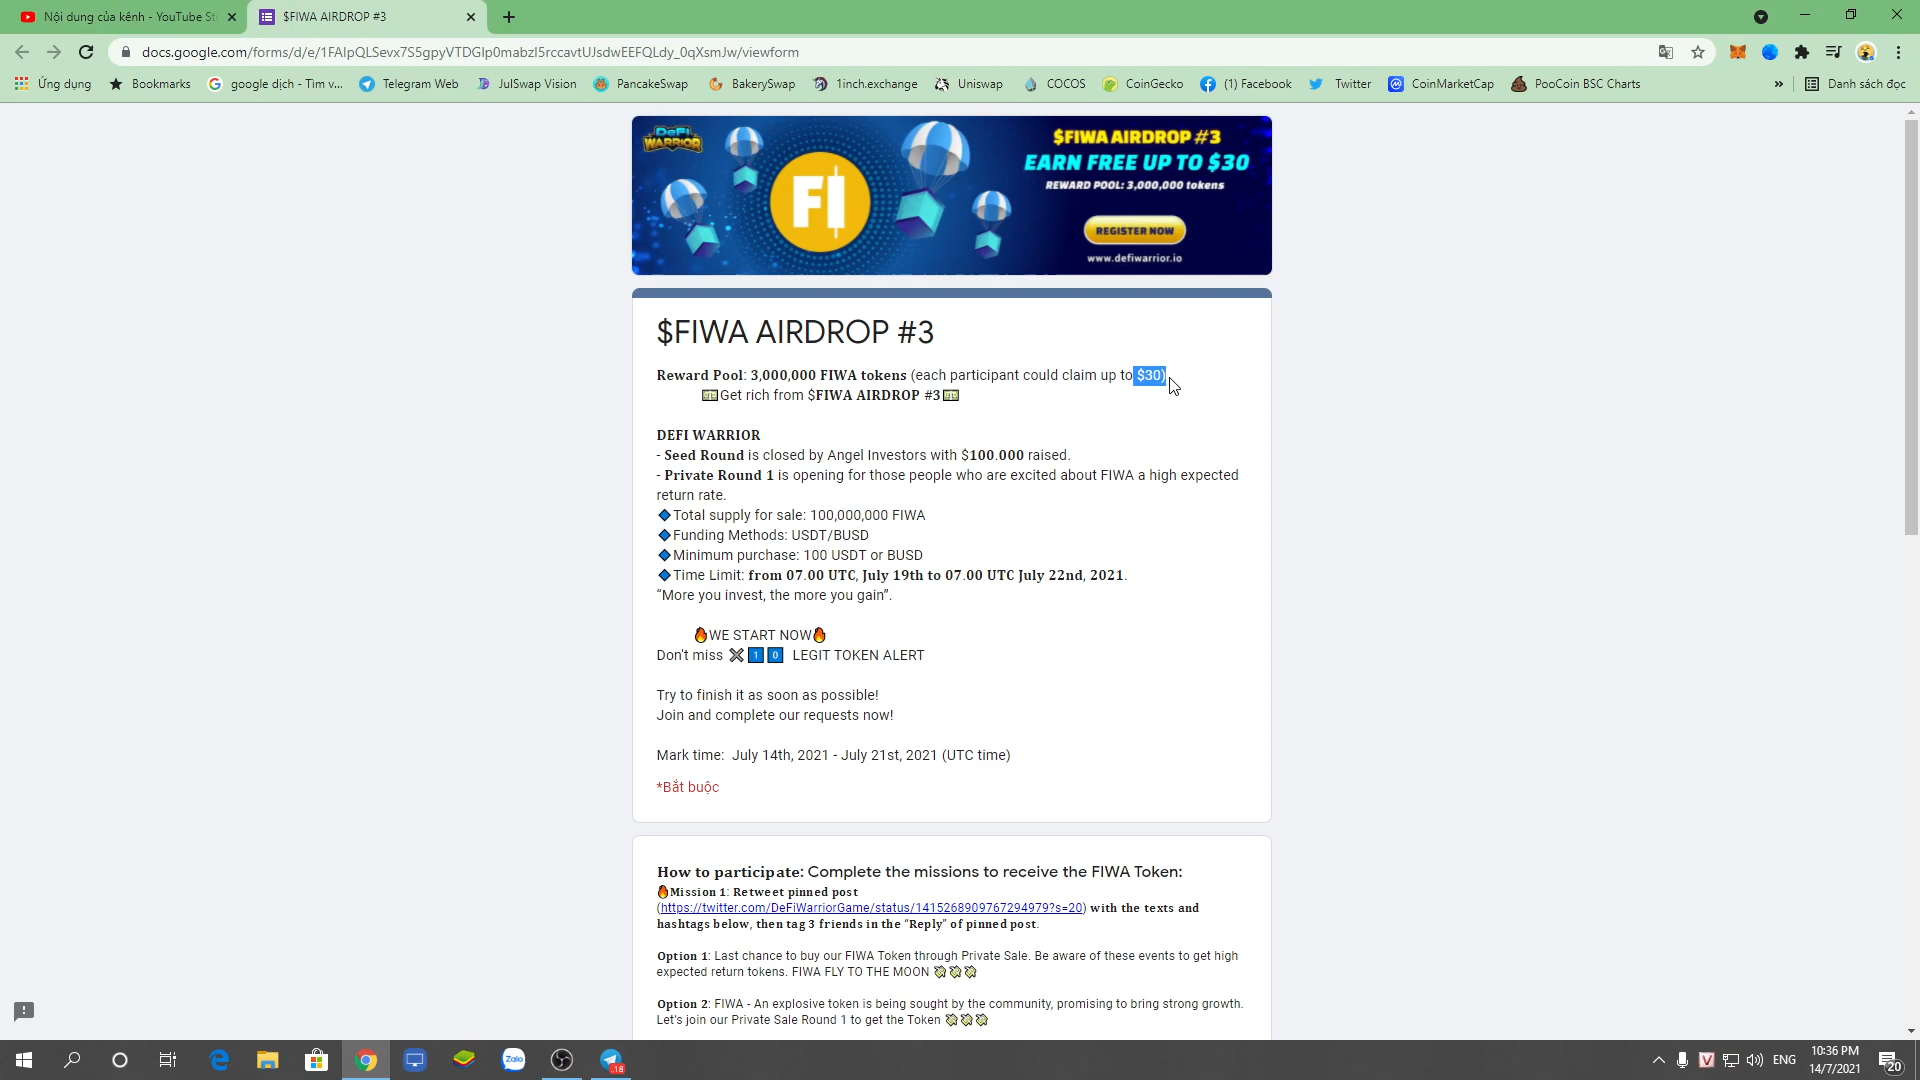 Nội dung của kênh - YouTube St
$FIWA AIRDROP #3
docs.google.com/forms/d/e/1FAIpQLSevx7S5gpyVTDGlp0mabzI5rccavtUJsdwEEFQLdy_0qXsmJw/viewform
Ứng dụng
Bookmarks
google dịch - Tìm v...
Telegram Web
JulSwap Vision
PancakeSwap
BakerySwap
1inch.exchange
Uniswap
COCOS
CoinGecko
(1) Facebook
Twitter
CoinMarketCap
PooCoin BSC Charts
»
Danh sách đọc
DeFi WARRIOR
FI
$FIWA AIRDROP #3
EARN FREE UP TO $30
REWARD POOL: 3,000,000 tokens
REGISTER NOW
www.defiwarrior.io
$FIWA AIRDROP #3
Reward Pool: 3,000,000 FIWA tokens (each participant could claim up to $30)
💵Get rich from $FIWA AIRDROP #3💵
DEFI WARRIOR
- Seed Round is closed by Angel Investors with $100.000 raised.
- Private Round 1 is opening for those people who are excited about FIWA a high expected
return rate.
🔷Total supply for sale: 100,000,000 FIWA
🔷Funding Methods: USDT/BUSD
🔷Minimum purchase: 100 USDT or BUSD
🔷Time Limit: from 07.00 UTC, July 19th to 07.00 UTC July 22nd, 2021.
“More you invest, the more you gain”.
🔥WE START NOW🔥
Don't miss ✖️1️⃣0️⃣ LEGIT TOKEN ALERT
Try to finish it as soon as possible!
Join and complete our requests now!
Mark time: July 14th, 2021 - July 21st, 2021 (UTC time)
*Bắt buộc
How to participate: Complete the missions to receive the FIWA Token:
🔥Mission 1: Retweet pinned post
(https://twitter.com/DeFiWarriorGame/status/1415268909767294979?s=20) with the texts and
hashtags below, then tag 3 friends in the “Reply” of pinned post.
Option 1: Last chance to buy our FIWA Token through Private Sale. Be aware of these events to get high
expected return tokens. FIWA FLY TO THE MOON 💸💸💸
Option 2: FIWA - An explosive token is being sought by the community, promising to bring strong growth.
Let's join our Private Sale Round 1 to get the Token 💸💸💸
Zalo
..18
V
ENG
10:36 PM
14/7/2021
20